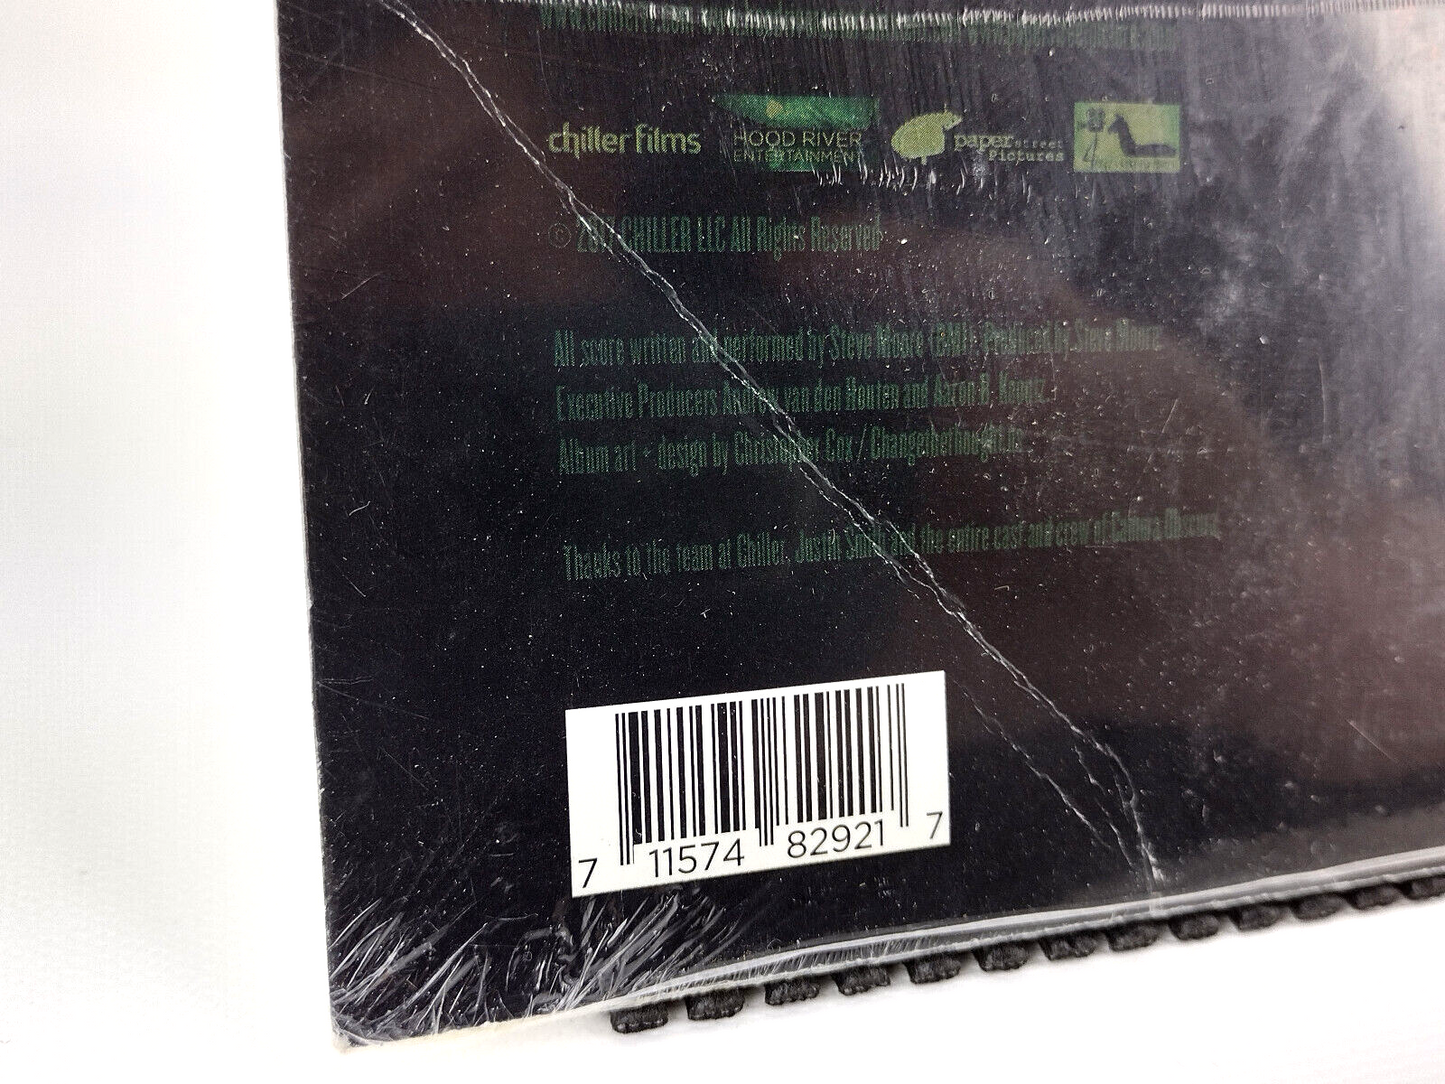 chiller films
HOOD RIVER
ENTERTAINMENT
paper street
Pictures
© 2017 CHILLER LLC All Rights Reserved
All score written and performed by Steve Moore (BMI). Produced by Steve Moore.
Executive Producers Andrew van den Houten and Aaron B. Koontz
Album art + design by Christopher Cox /
Thanks to the team at Chiller, Justin Smith and the entire cast and crew of Camera Obscura
7 11574 82921 7